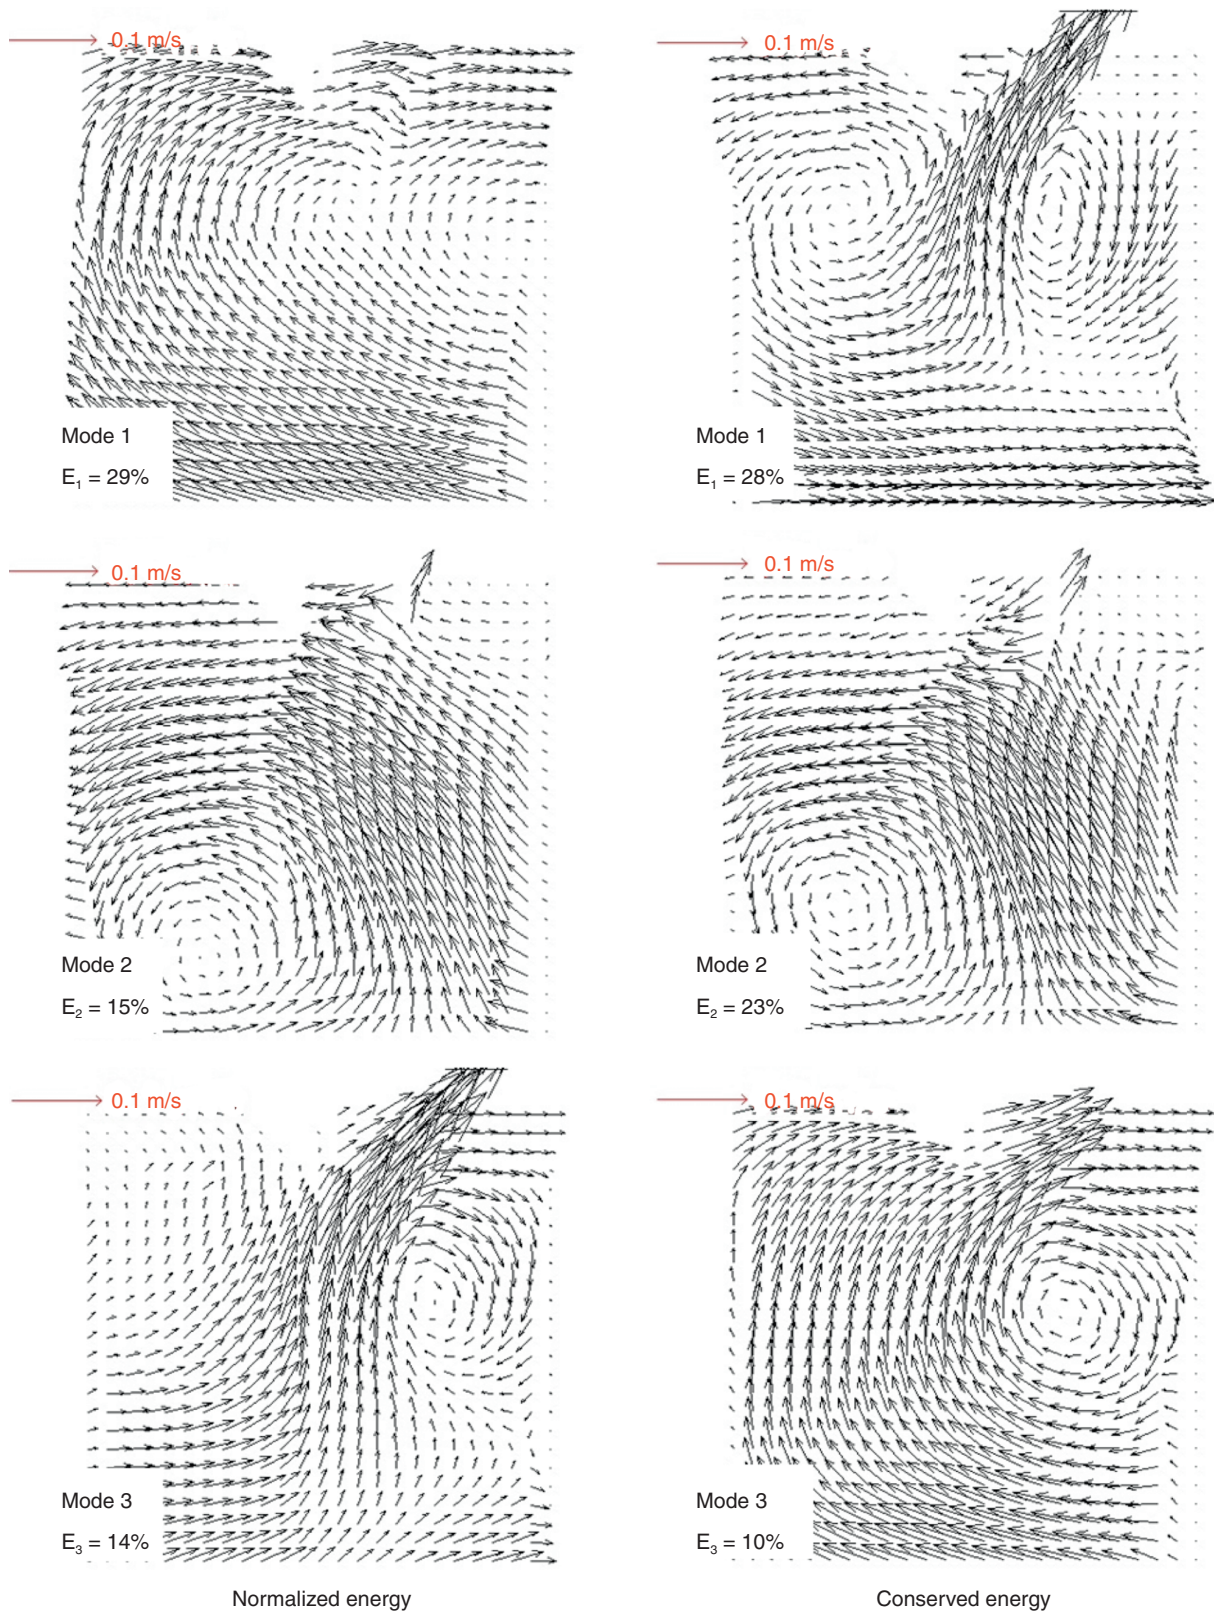 0.1 m/s
0.1 m/s
Mode 1
E₁ = 29%
Mode 1
E₁ = 28%
0.1 m/s
0.1 m/s
Mode 2
E₂ = 15%
Mode 2
E₂ = 23%
0.1 m/s
0.1 m/s
Mode 3
E₃ = 14%
Mode 3
E₃ = 10%
Normalized energy
Conserved energy